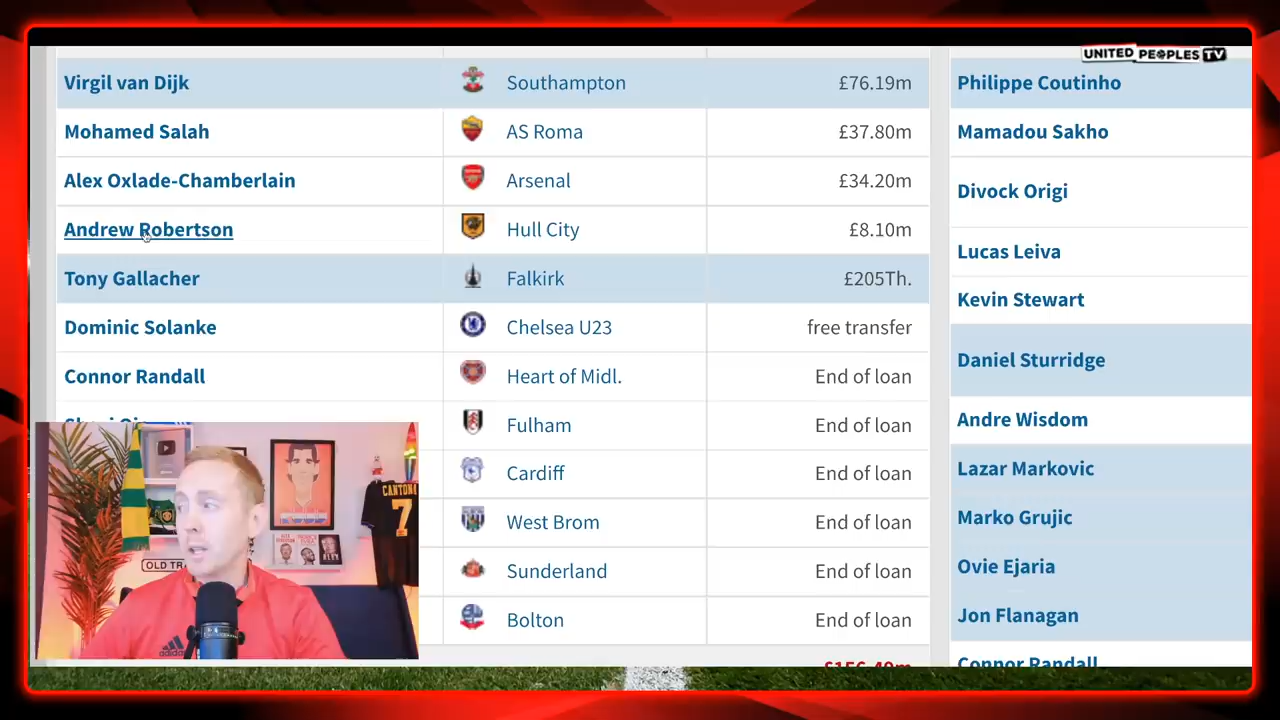 UNITED PEOPLES TV
Virgil van Dijk Southampton £76.19m Philippe Coutinho
Mohamed Salah AS Roma £37.80m Mamadou Sakho
Alex Oxlade-Chamberlain Arsenal £34.20m Divock Origi
Andrew Robertson Hull City £8.10m Lucas Leiva
Tony Gallacher Falkirk £205Th. Kevin Stewart
Dominic Solanke Chelsea U23 free transfer Daniel Sturridge
Connor Randall Heart of Midl. End of loan Andre Wisdom
Fulham End of loan Lazar Markovic
Cardiff End of loan Marko Grujic
West Brom End of loan Ovie Ejaria
Sunderland End of loan Jon Flanagan
Bolton End of loan Connor Randall
CANTONA
7
OLD TR